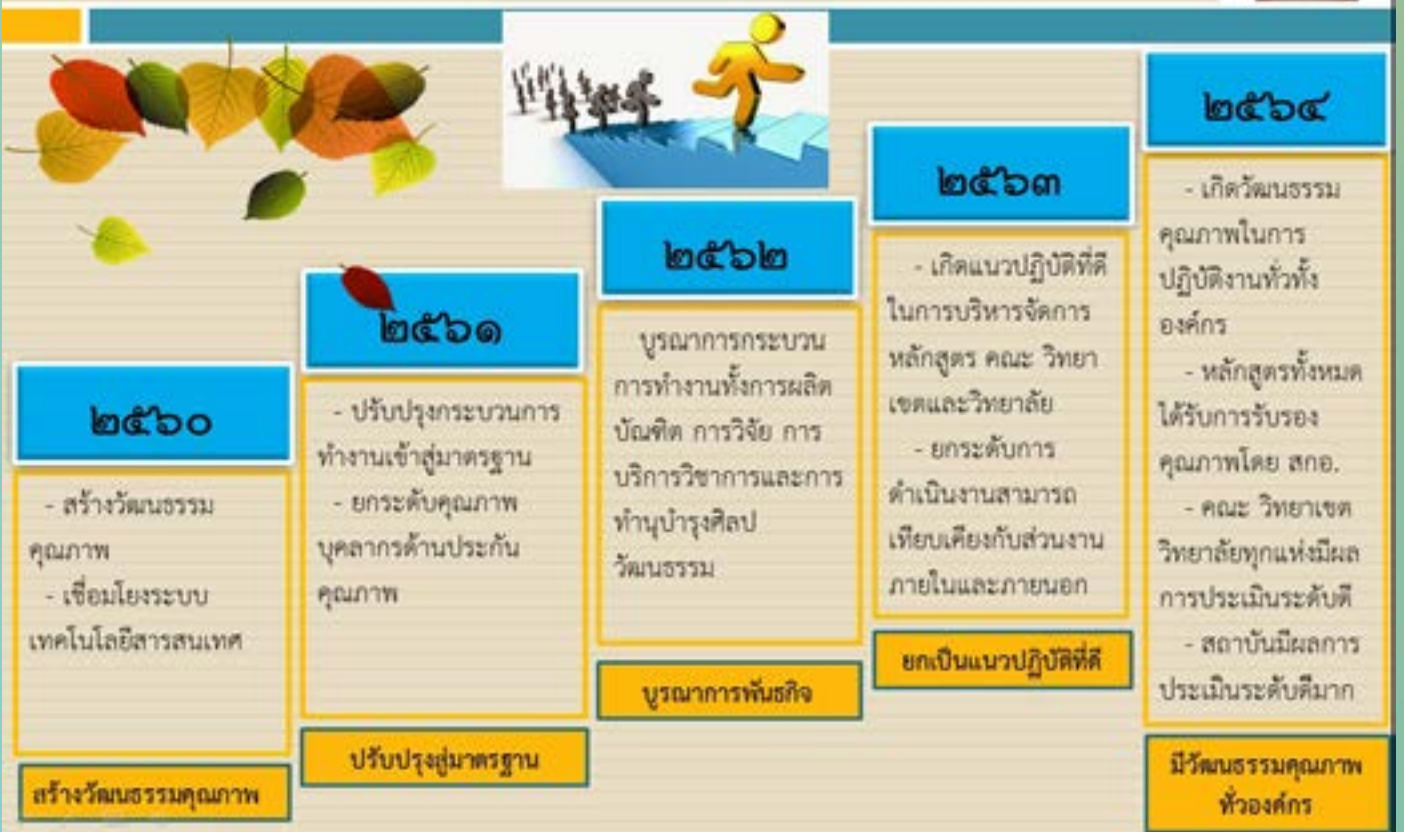 ๒๕๖๐
- สร้างวัฒนธรรม
คุณภาพ
- เชื่อมโยงระบบ
เทคโนโลยีสารสนเทศ
สร้างวัฒนธรรมคุณภาพ
๒๕๖๑
- ปรับปรุงกระบวนการ
ทำงานเข้าสู่มาตรฐาน
- ยกระดับคุณภาพ
บุคลากรด้านประกัน
คุณภาพ
ปรับปรุงสู่มาตรฐาน
๒๕๖๒
บูรณาการกระบวน
การทำงานทั้งการผลิต
บัณฑิต การวิจัย การ
บริการวิชาการและการ
ทำนุบำรุงศิลป
วัฒนธรรม
บูรณาการพันธกิจ
๒๕๖๓
- เกิดแนวปฏิบัติที่ดี
ในการบริหารจัดการ
หลักสูตร คณะ วิทยา
เขตและวิทยาลัย
- ยกระดับการ
ดำเนินงานสามารถ
เทียบเคียงกับส่วนงาน
ภายในและภายนอก
ยกเป็นแนวปฏิบัติที่ดี
๒๕๖๔
- เกิดวัฒนธรรม
คุณภาพในการ
ปฏิบัติงานทั่วทั้ง
องค์กร
- หลักสูตรทั้งหมด
ได้รับการรับรอง
คุณภาพโดย สกอ.
- คณะ วิทยาเขต
วิทยาลัยทุกแห่งมีผล
การประเมินระดับดี
- สถาบันมีผลการ
ประเมินระดับดีมาก
มีวัฒนธรรมคุณภาพ
ทั่วองค์กร